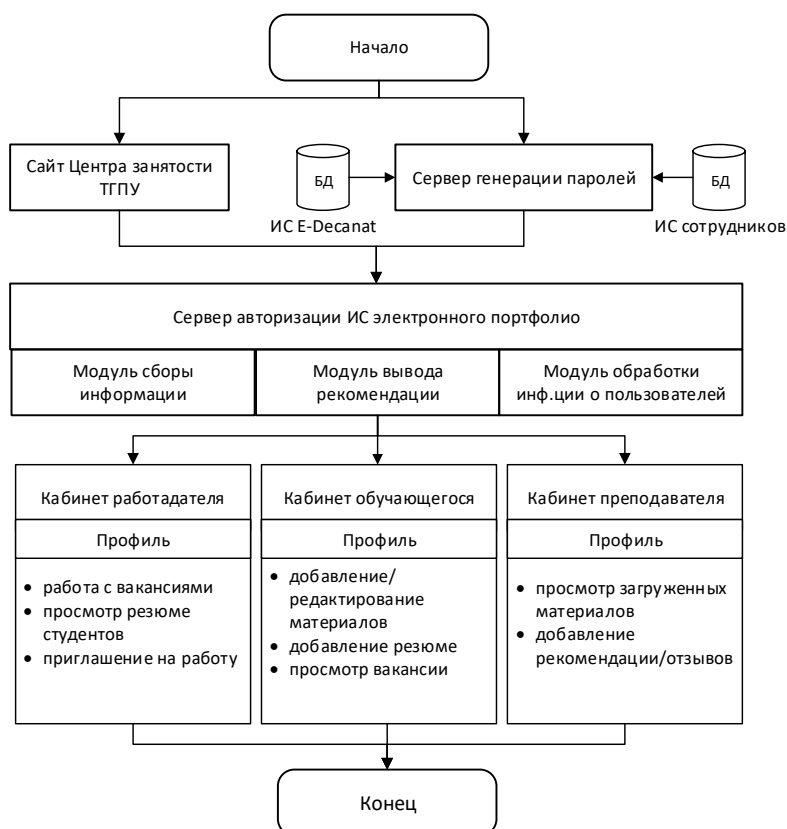 Начало
Сайт Центра занятости
ТГПУ
БД
ИС E-Decanat
Сервер генерации паролей
БД
ИС сотрудников
Сервер авторизации ИС электронного портфолио
Модуль сборы
информации
Модуль вывода
рекомендации
Модуль обработки
инф.ции о пользователей
Кабинет работадателя
Профиль
• работа с вакансиями
• просмотр резюме
студентов
• приглашение на работу
Кабинет обучающегося
Профиль
• добавление/
редактирование
материалов
• добавление резюме
• просмотр вакансии
Кабинет преподавателя
Профиль
• просмотр загруженных
материалов
• добавление
рекомендации/отзывов
Конец